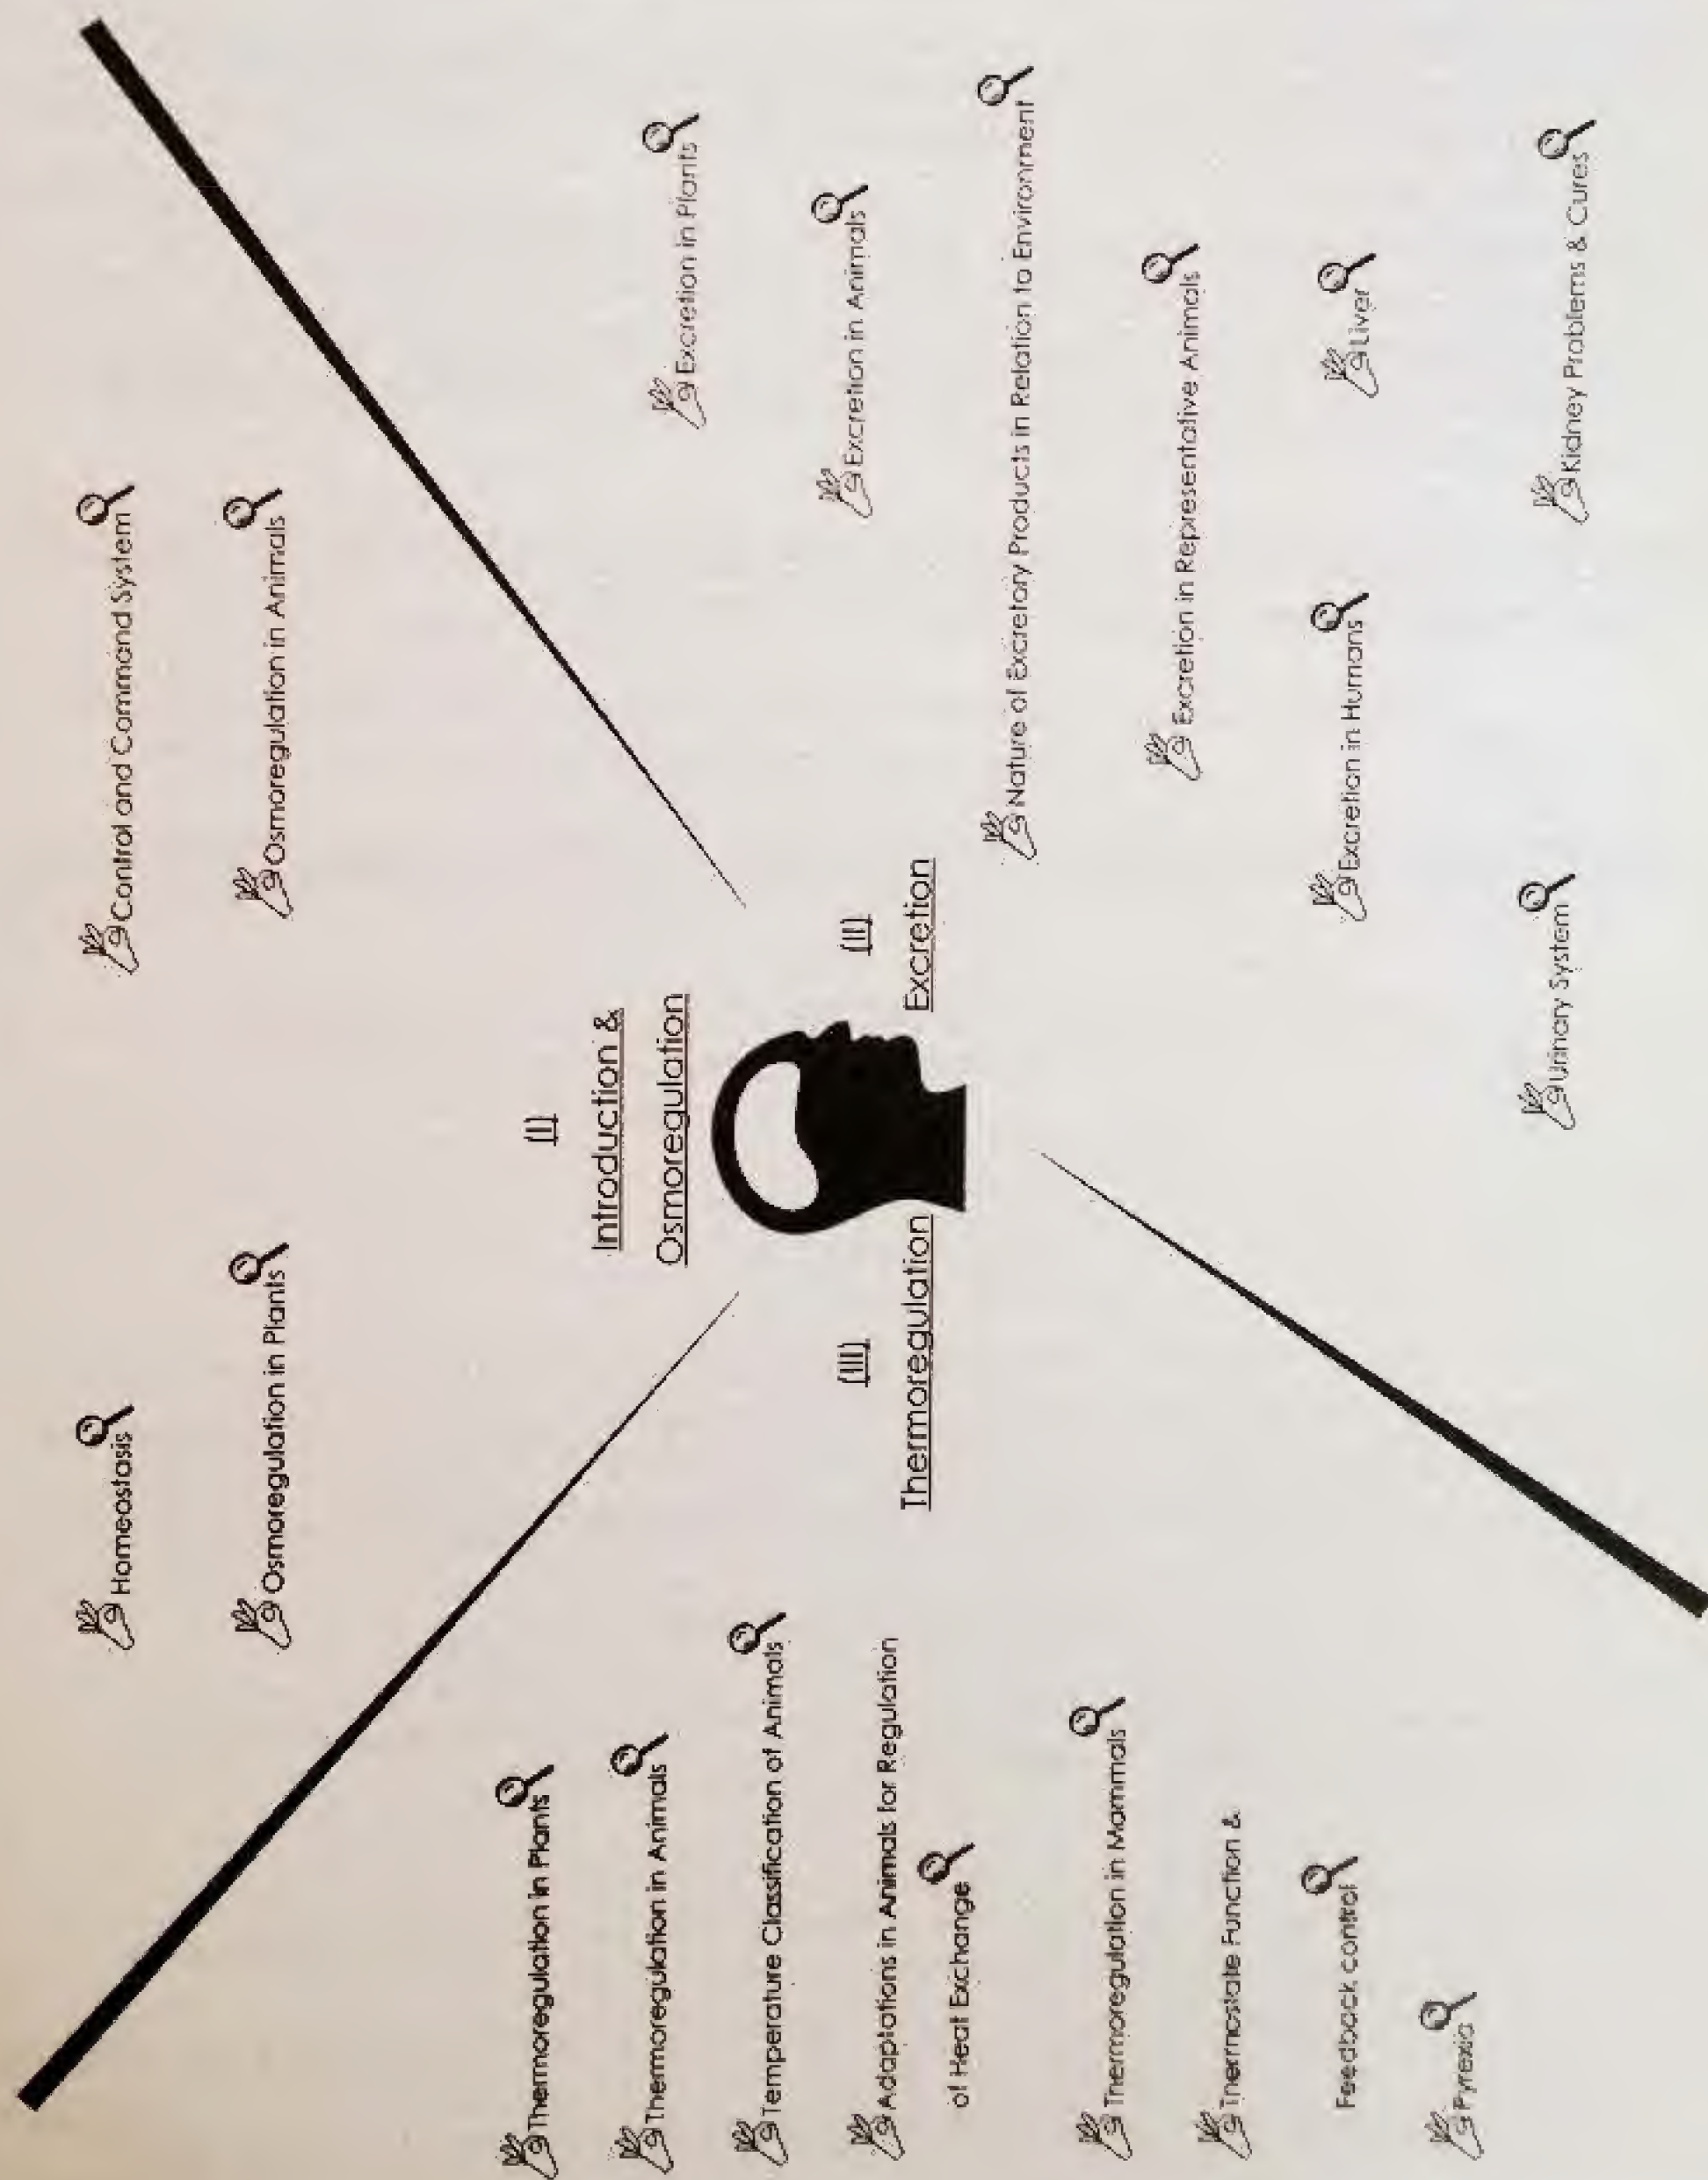 Homeostasis
Control and Command System
Osmoregulation in Plants
Osmoregulation in Animals
(I)
Introduction &
Osmoregulation
(II)
Excretion
Excretion in Plants
Excretion in Animals
Nature of Excretory Products in Relation to Environment
Excretion in Representative Animals
Excretion in Humans
Liver
Urinary System
Kidney Problems & Cures
(III)
Thermoregulation
Thermoregulation in Plants
Thermoregulation in Animals
Temperature Classification of Animals
Adaptations in Animals for Regulation
of Heat Exchange
Thermoregulation in Mammals
Thermostate Function &
Feedback control
Pyrexia